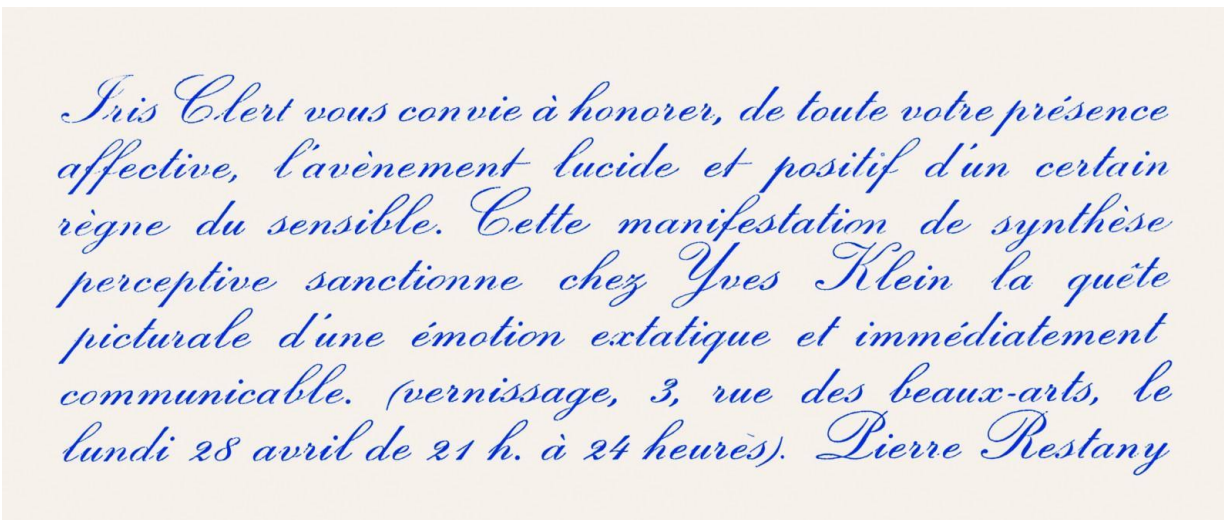 Iris Clert vous convie à honorer, de toute votre présence
affective, l'avènement lucide et positif d'un certain
règne du sensible. Cette manifestation de synthèse
perceptive sanctionne chez Yves Klein la quête
picturale d'une émotion extatique et immédiatement
communicable. (vernissage, 3, rue des beaux-arts, le
lundi 28 avril de 21 h. à 24 heurès). Pierre Restany